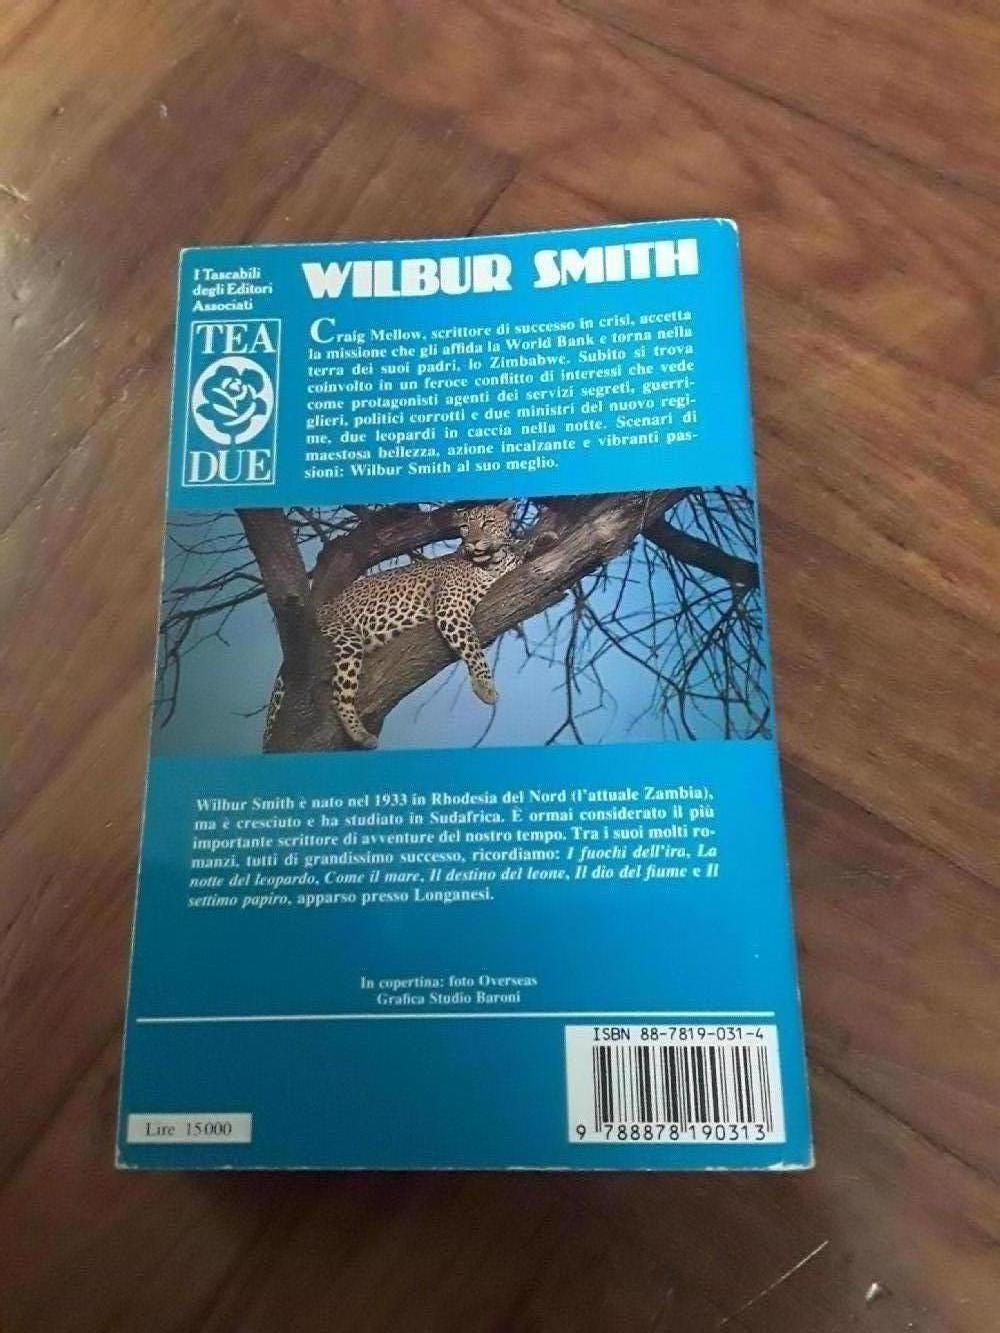 I Tascabili
degli Editori
Associati
TEA
DUE
WILBUR SMITH
Craig Mellow, scrittore di successo in crisi, accetta
la missione che gli affida la World Bank e torna nella
terra dei suoi padri, lo Zimbabwe. Subito si trova
coinvolto in un feroce conflitto di interessi che vede
come protagonisti agenti dei servizi segreti, guerri-
glieri, politici corrotti e due ministri del nuovo regi-
me, due leopardi in caccia nella notte. Scenari di
maestosa bellezza, azione incalzante e vibranti pas-
sioni: Wilbur Smith al suo meglio.
Wilbur Smith è nato nel 1933 in Rhodesia del Nord (l'attuale Zambia),
ma è cresciuto e ha studiato in Sudafrica. È ormai considerato il più
importante scrittore di avventure del nostro tempo. Tra i suoi molti ro-
manzi, tutti di grandissimo successo, ricordiamo: I fuochi dell'ira, La
notte del leopardo, Come il mare, Il destino del leone, Il dio del fiume e Il
settimo papiro, apparso presso Longanesi.
In copertina: foto Overseas
Grafica Studio Baroni
ISBN 88-7819-031-4
9 788878 190313
Lire 15000